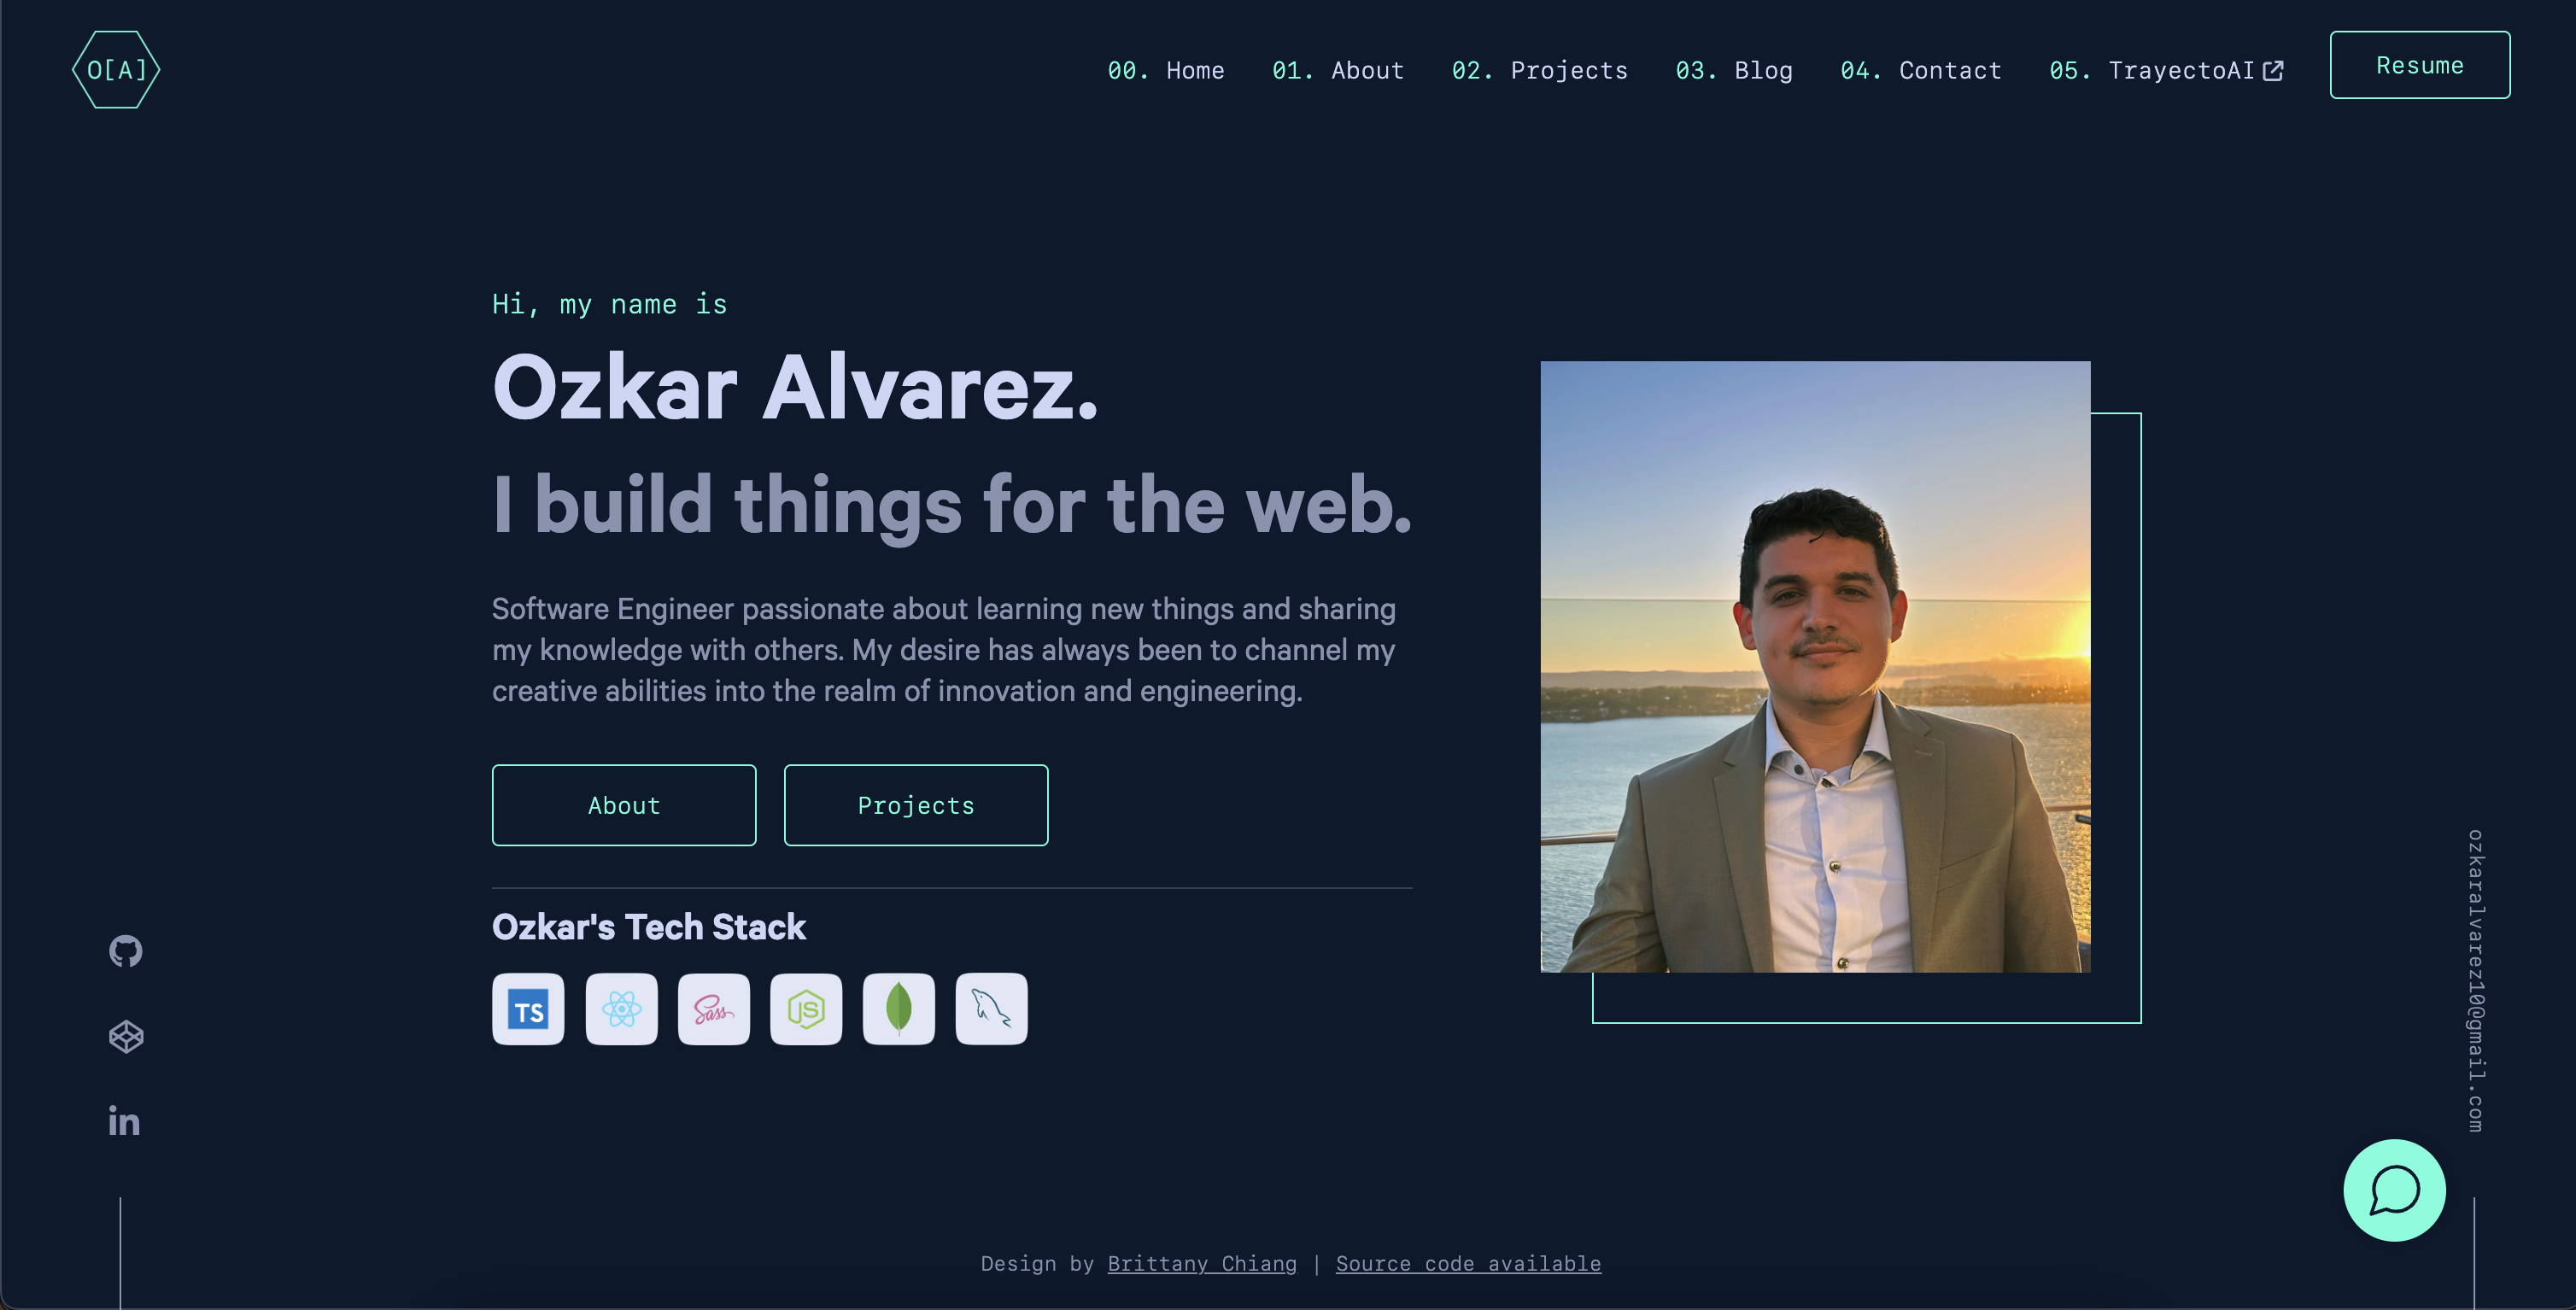 O[A]
00. Home 01. About 02. Projects 03. Blog 04. Contact 05. TrayectoAI Resume
Hi, my name is
Ozkar Alvarez.
I build things for the web.
Software Engineer passionate about learning new things and sharing
my knowledge with others. My desire has always been to channel my
creative abilities into the realm of innovation and engineering.
About Projects
Ozkar's Tech Stack
TS Sass JS
in
ozkaralvarez10@gmail.com
Design by Brittany Chiang | Source code available